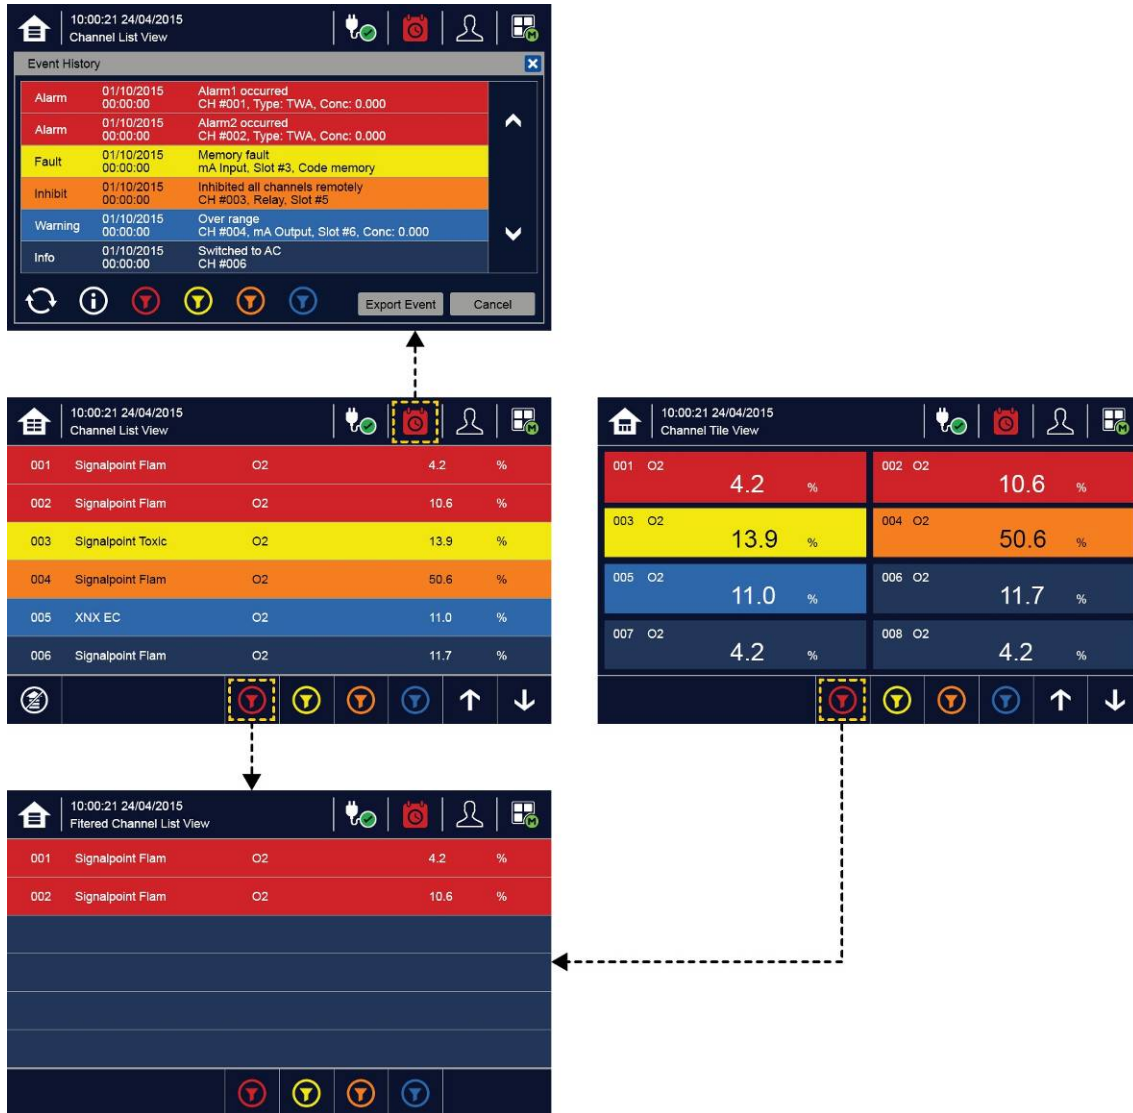 10:00:21 24/04/2015
Channel List View
Event History
Alarm 01/10/2015 Alarm1 occurred
00:00:00 CH #001, Type: TWA, Conc: 0.000
Alarm 01/10/2015 Alarm2 occurred
00:00:00 CH #002, Type: TWA, Conc: 0.000
Fault 01/10/2015 Memory fault
00:00:00 mA Input, Slot #3, Code memory
Inhibit 01/10/2015 Inhibited all channels remotely
00:00:00 CH #003, Relay, Slot #5
Warning 01/10/2015 Over range
00:00:00 CH #004, mA Output, Slot #6, Conc: 0.000
Info 01/10/2015 Switched to AC
00:00:00 CH #006
Export Event Cancel
10:00:21 24/04/2015
Channel List View
M
001 Signalpoint Flam O2 4.2 %
002 Signalpoint Flam O2 10.6 %
003 Signalpoint Toxic O2 13.9 %
004 Signalpoint Flam O2 50.6 %
005 XNX EC O2 11.0 %
006 Signalpoint Flam O2 11.7 %
10:00:21 24/04/2015
Channel Tile View
M
001 O2 4.2 %
002 O2 10.6 %
003 O2 13.9 %
004 O2 50.6 %
005 O2 11.0 %
006 O2 11.7 %
007 O2 4.2 %
008 O2 4.2 %
10:00:21 24/04/2015
Fitered Channel List View
M
001 Signalpoint Flam O2 4.2 %
002 Signalpoint Flam O2 10.6 %